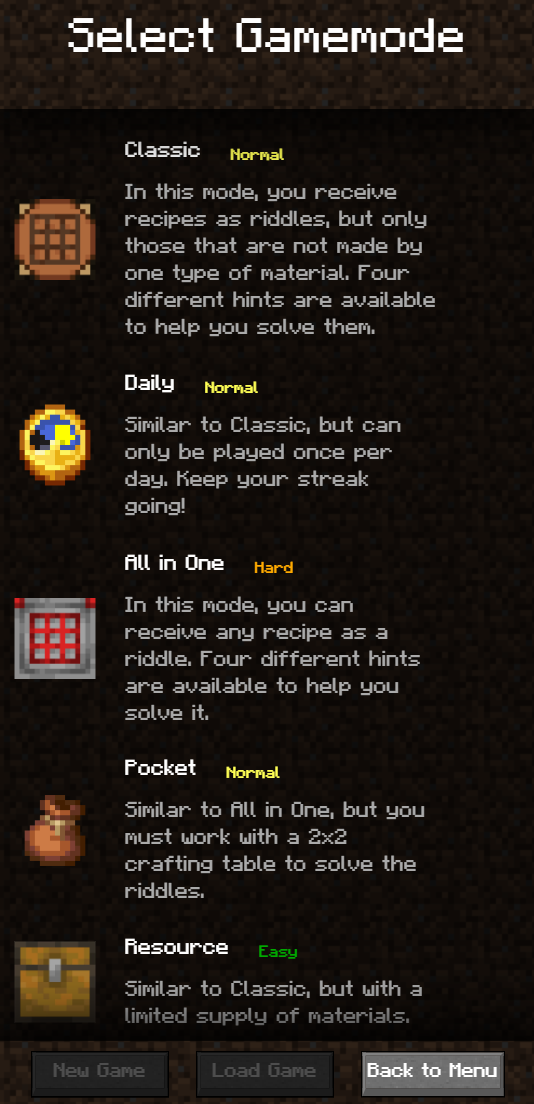 Select Gamemode
Classic Normal
In this mode, you receive
recipes as riddles, but only
those that are not made by
one type of material. Four
different hints are available
to help you solve them.
Daily Normal
Similar to Classic, but can
only be played once per
day. Keep your streak
going!
All in One Hard
In this mode, you can
receive any recipe as a
riddle. Four different hints
are available to help you
solve it.
Pocket Normal
Similar to All in One, but you
must work with a 2x2
crafting table to solve the
riddles.
Resource Easy
Similar to Classic, but with a
limited supply of materials.
New Game Load Game Back to Menu